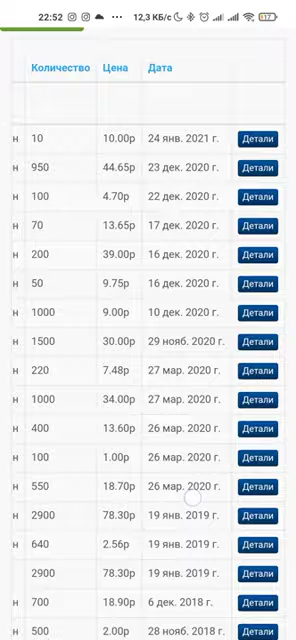 22:52 ... 12,3 КБ/с 17
Количество Цена Дата
н 10 10.00р 24 янв. 2021 г. Детали
н 950 44.65р 23 дек. 2020 г. Детали
н 100 4.70р 22 дек. 2020 г. Детали
н 70 13.65р 17 дек. 2020 г. Детали
н 200 39.00р 16 дек. 2020 г. Детали
н 50 9.75р 16 дек. 2020 г. Детали
н 1000 9.00р 10 дек. 2020 г. Детали
н 1500 30.00р 29 нояб. 2020 г. Детали
н 220 7.48р 27 мар. 2020 г. Детали
н 1000 34.00р 27 мар. 2020 г. Детали
н 400 13.60р 26 мар. 2020 г. Детали
н 100 1.00р 26 мар. 2020 г. Детали
н 550 18.70р 26 мар. 2020 г. Детали
н 2900 78.30р 19 янв. 2019 г. Детали
н 640 2.56р 19 янв. 2019 г. Детали
2900 78.30р 19 янв. 2019 г. Детали
н 700 18.90р 6 дек. 2018 г. Детали
н 500 2.00р 28 нояб. 2018 г. Детали